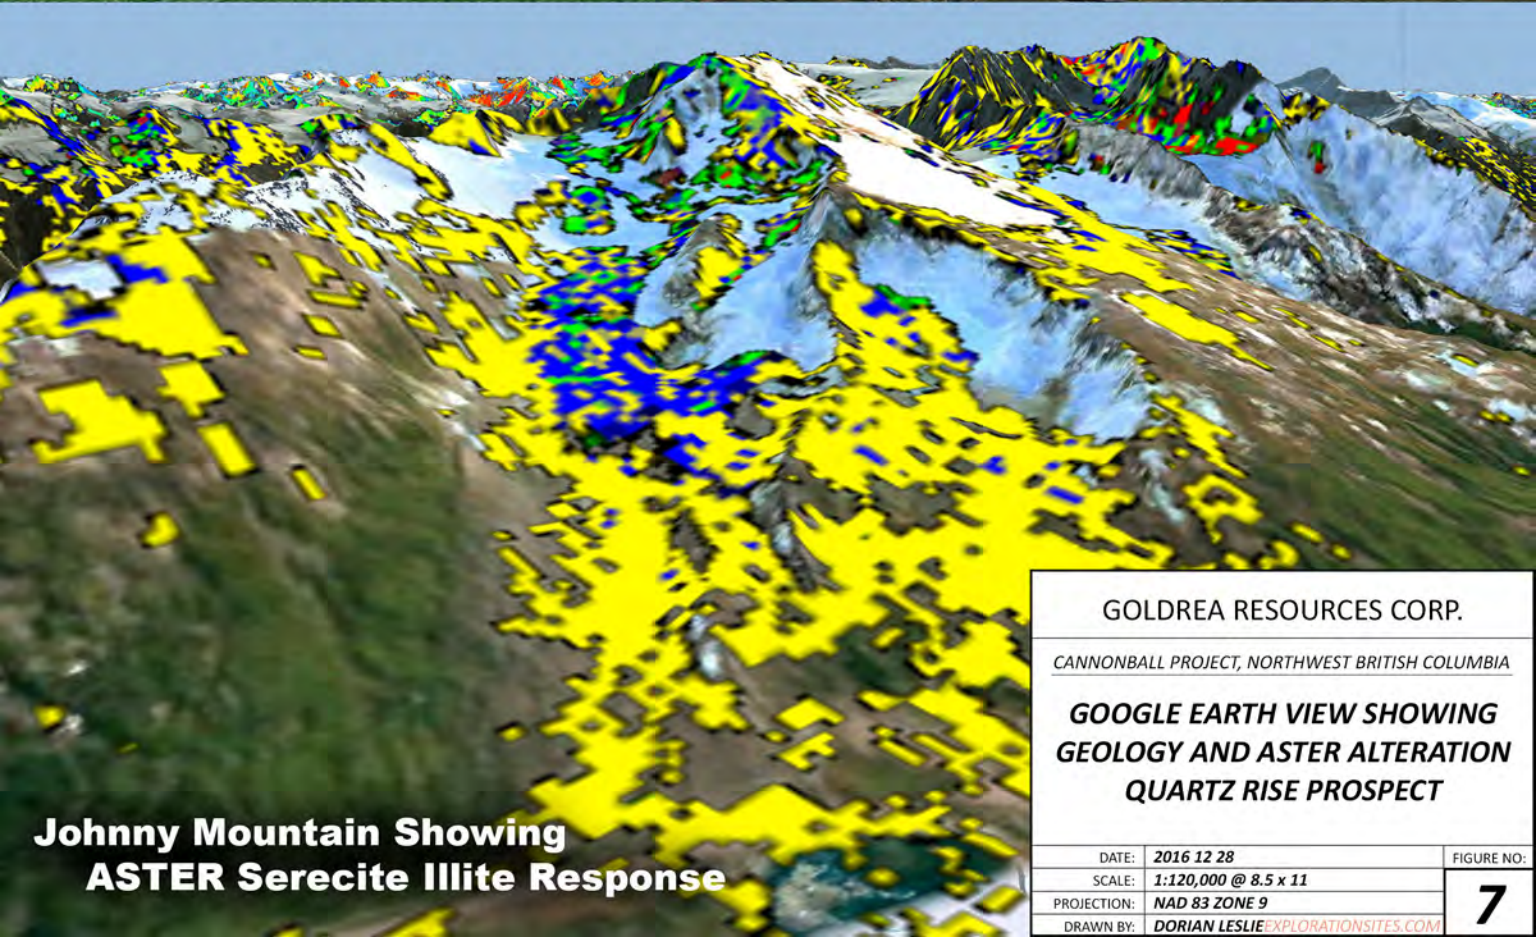 GOLDREA RESOURCES CORP.
CANNONBALL PROJECT, NORTHWEST BRITISH COLUMBIA
GOOGLE EARTH VIEW SHOWING
GEOLOGY AND ASTER ALTERATION
QUARTZ RISE PROSPECT
Johnny Mountain Showing
ASTER Serecite Illite Response
DATE: 2016 12 28
FIGURE NO:
SCALE: 1:120,000 @ 8.5 x 11
7
PROJECTION: NAD 83 ZONE 9
DRAWN BY: DORIAN LESLIE EXPLORATIONSITES.COM